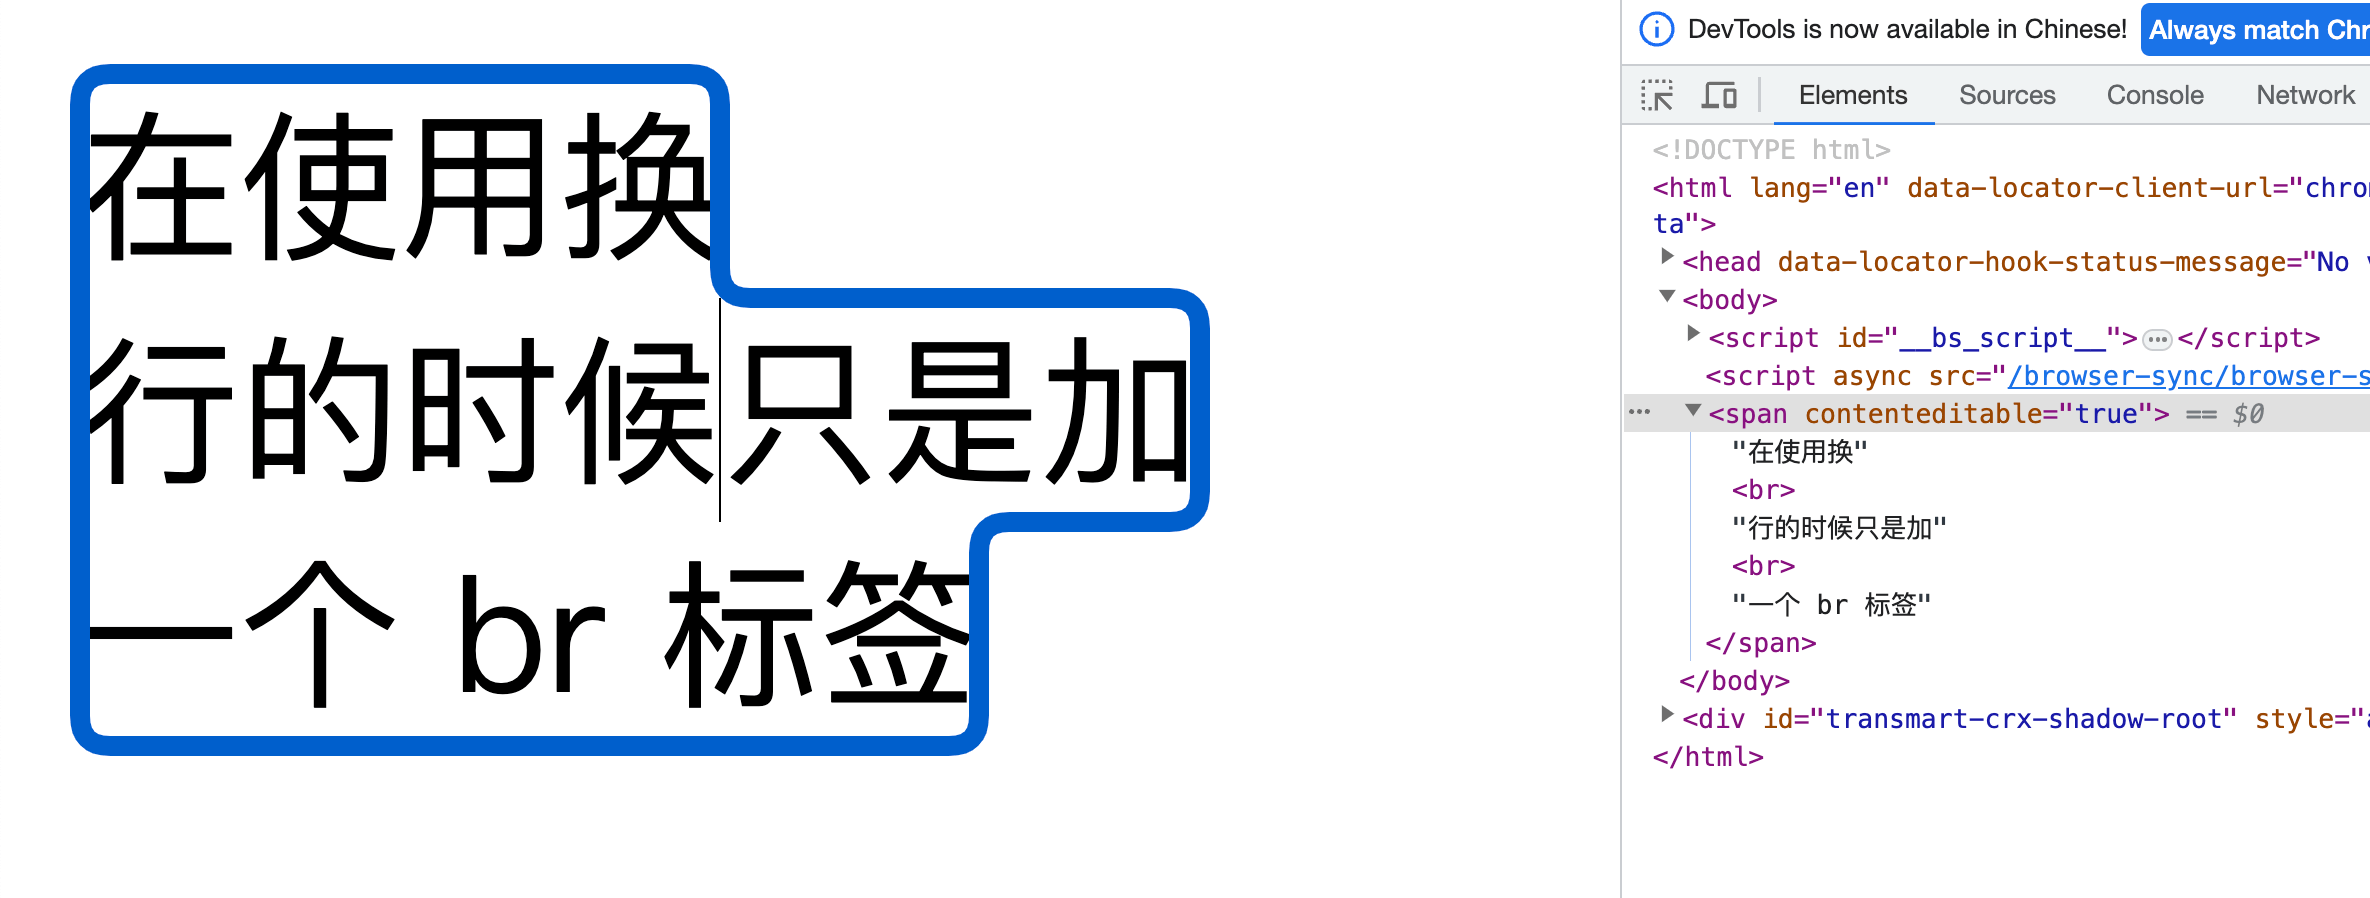 在使用换
行的时候只是加
一个 br 标签
DevTools is now available in Chinese! Always match Chr
Elements Sources Console Network
<!DOCTYPE html>
<html lang="en" data-locator-client-url="chro
ta">
<head data-locator-hook-status-message="No
<body>
<script id="__bs_script__">…</script>
<script async src="/browser-sync/browser-s
<span contenteditable="true"> == $0
"在使用换"
<br>
"行的时候只是加"
<br>
"一个 br 标签"
</span>
</body>
<div id="transmart-crx-shadow-root" style="a
</html>